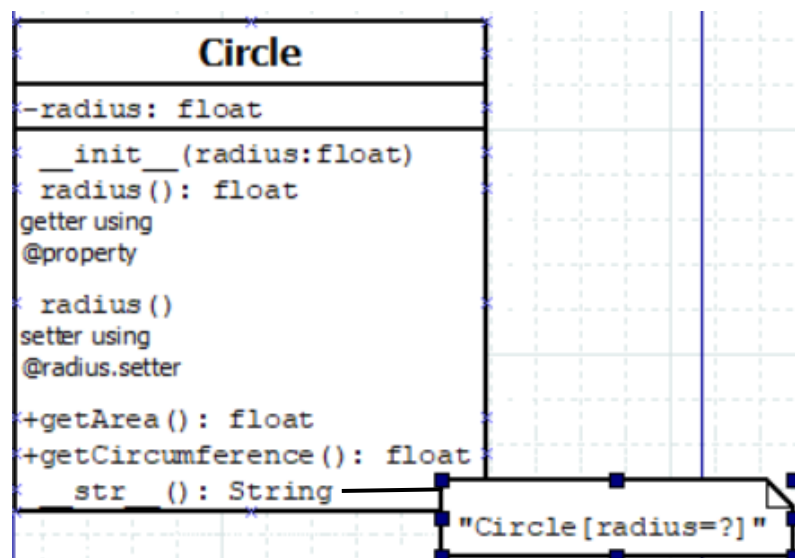 Circle
-radius: float
__init__(radius:float)
radius(): float
getter using
@property
radius()
setter using
@radius.setter
+getArea(): float
+getCircumference(): float
__str__(): String
"Circle[radius=?]"